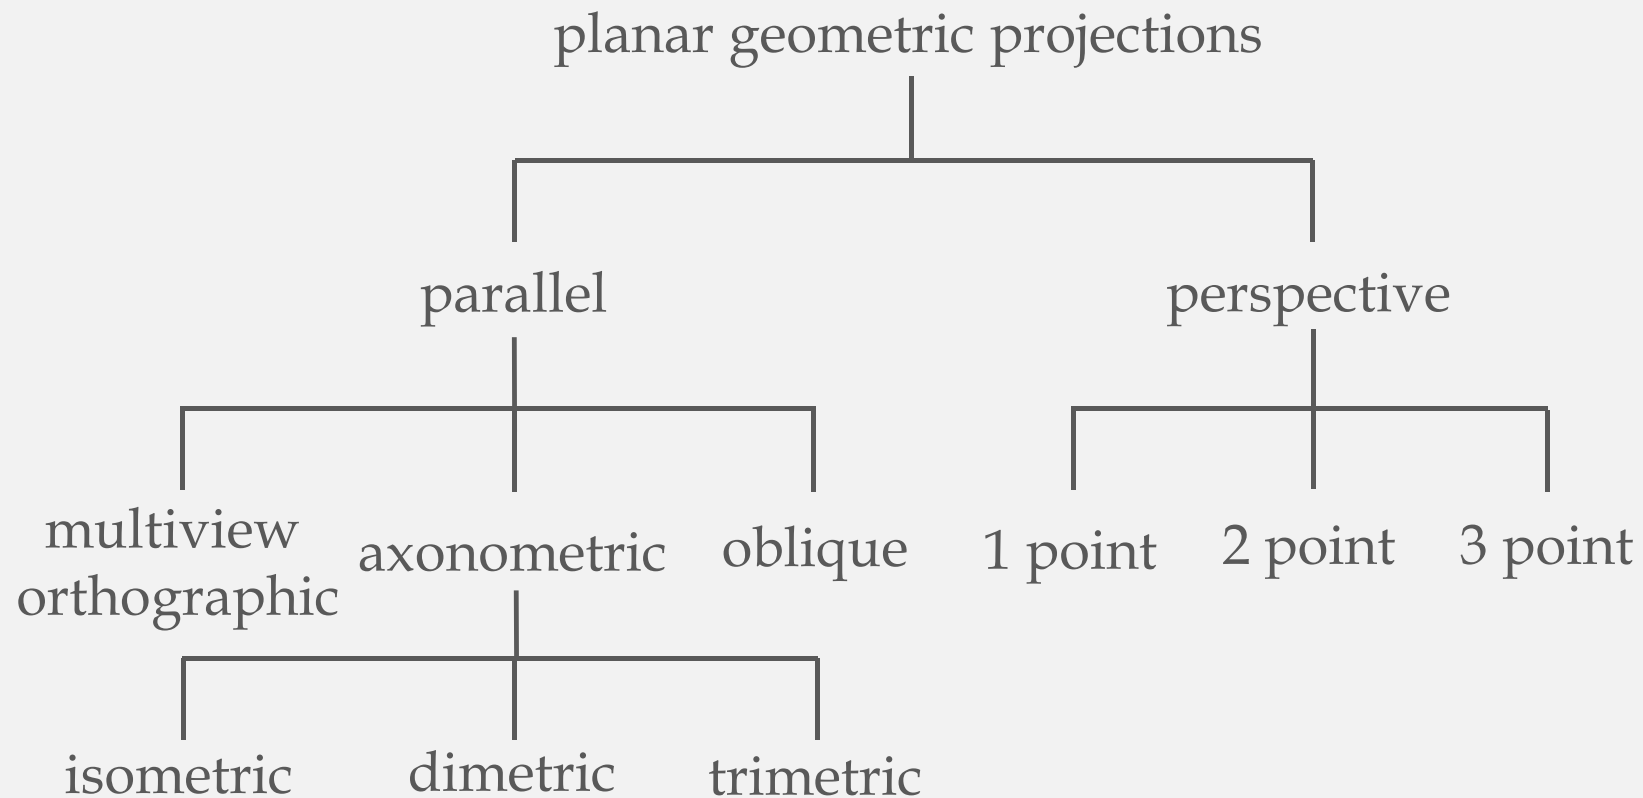 planar geometric projections
parallel
perspective
multiview
orthographic
axonometric
oblique
1 point
2 point
3 point
isometric
dimetric
trimetric